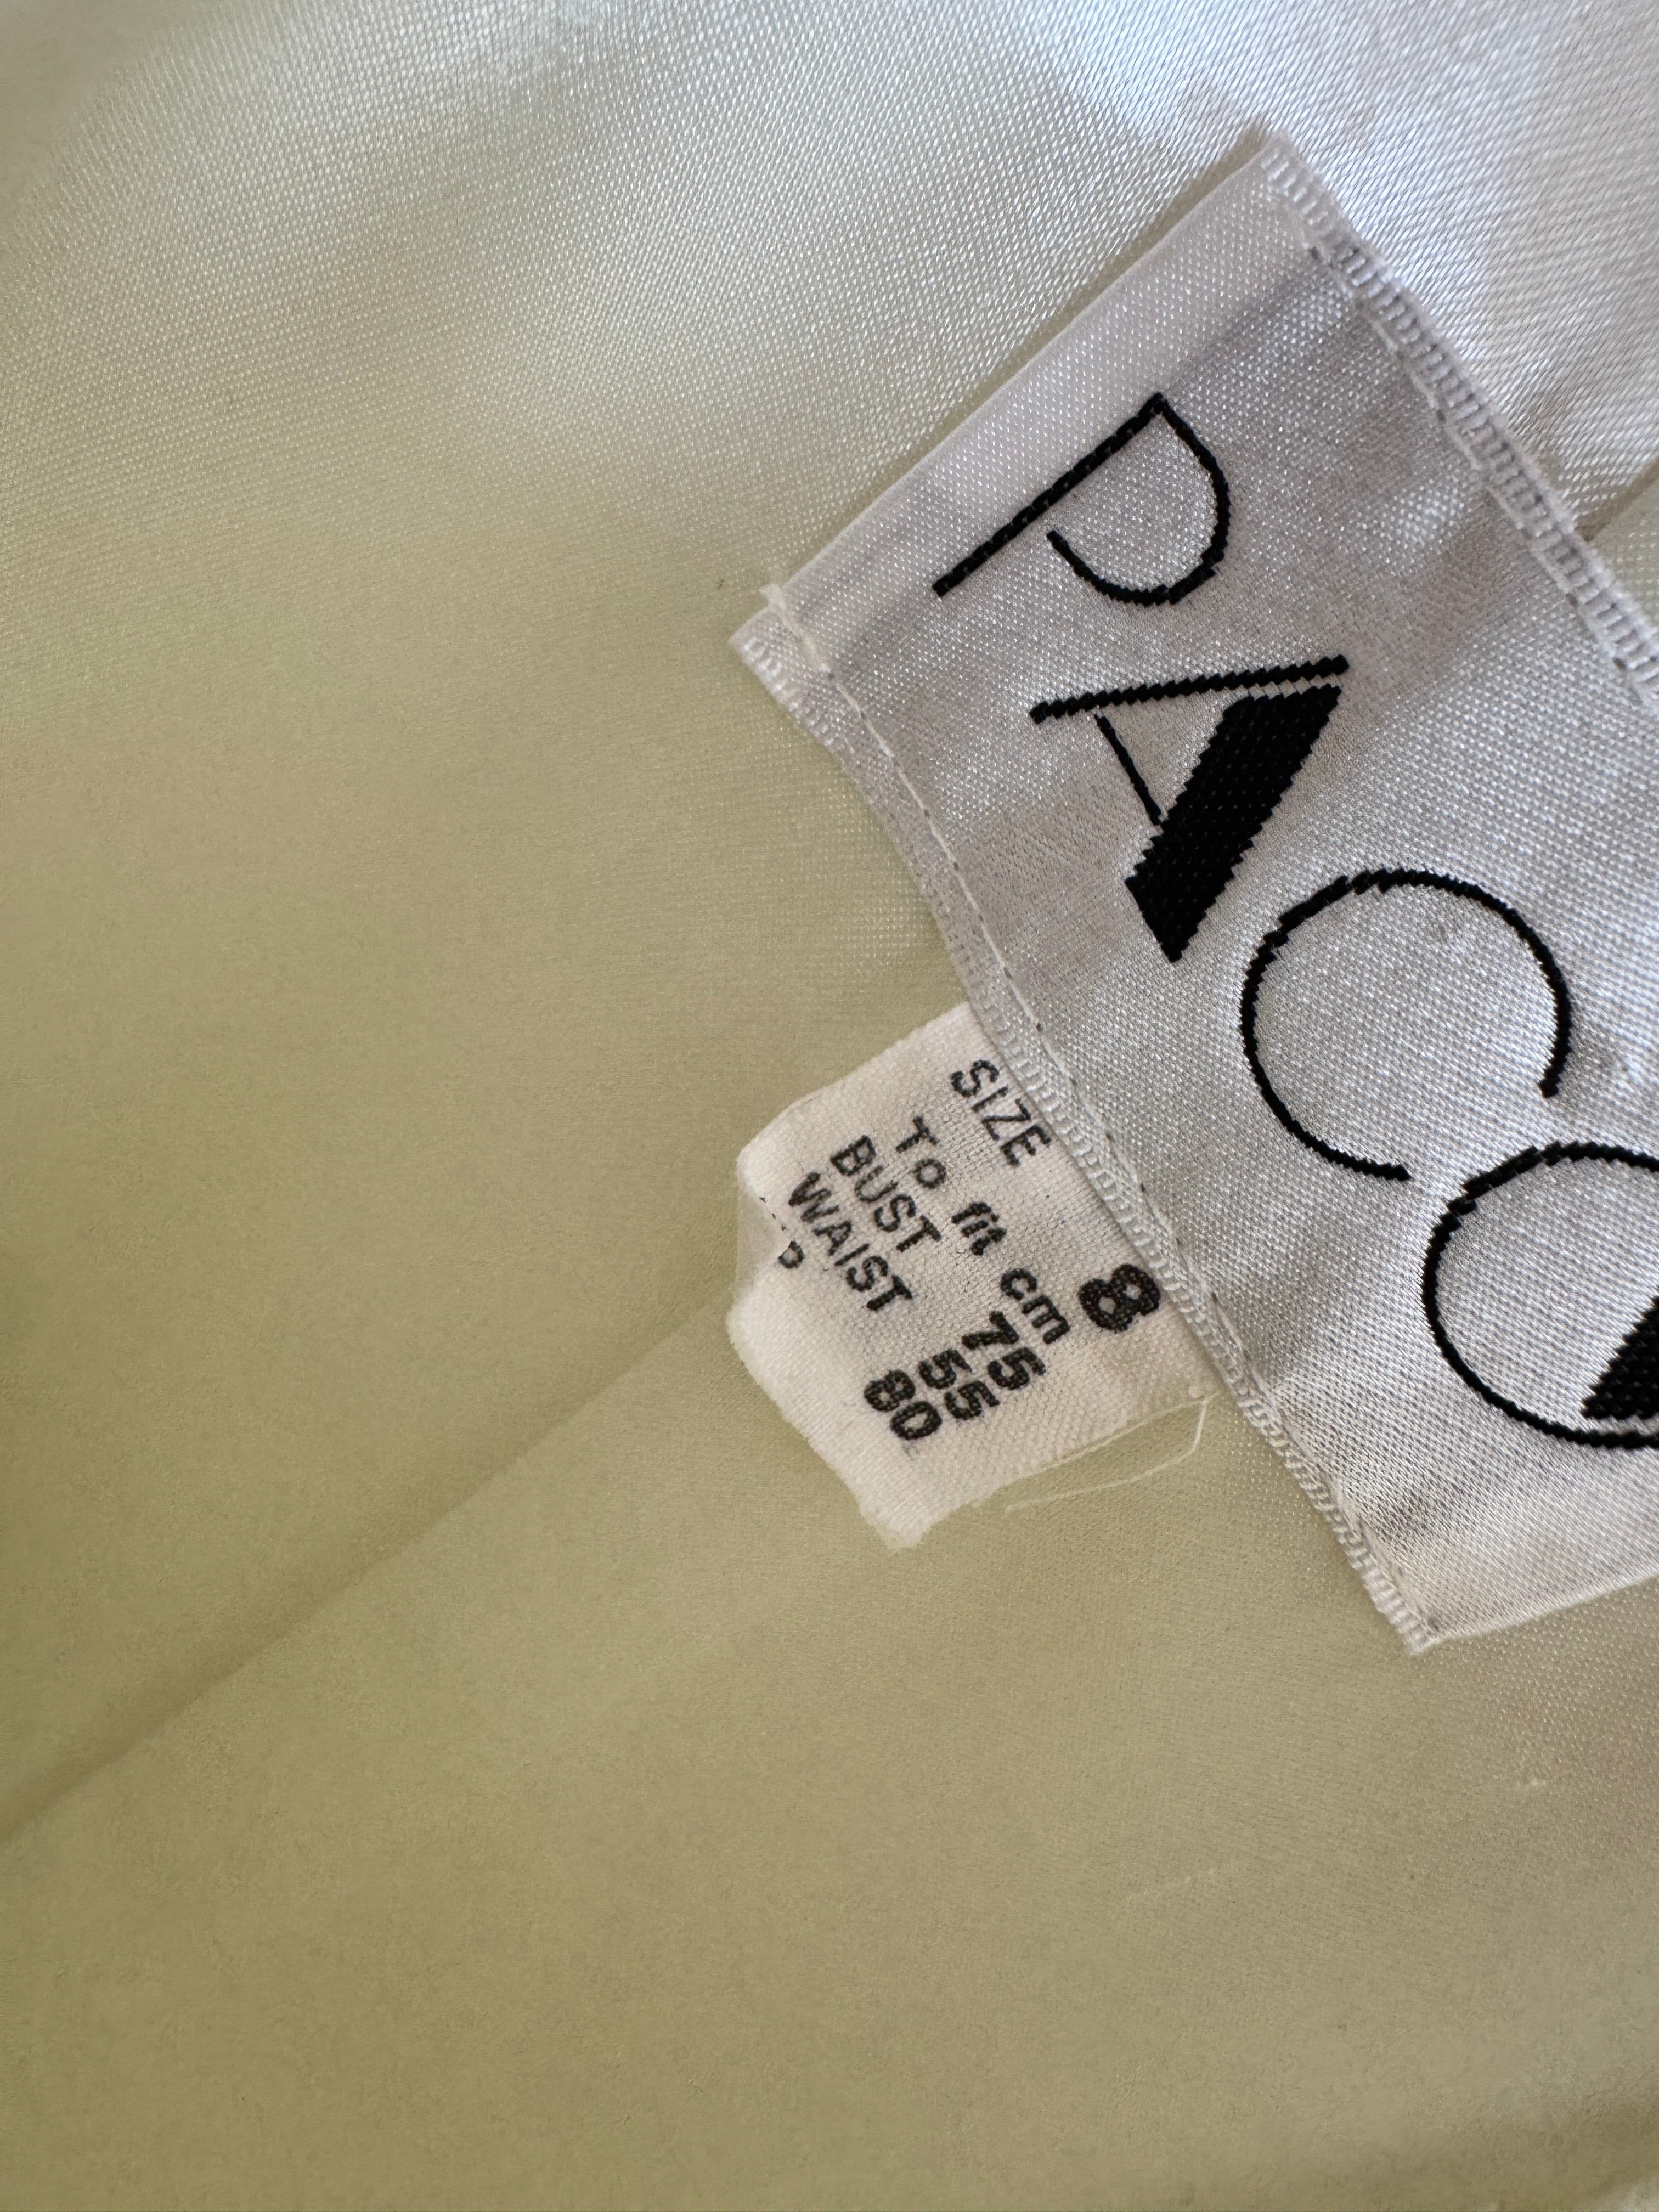 PACO
SIZE 8
To fit cm
BUST 75
WAIST 55
80